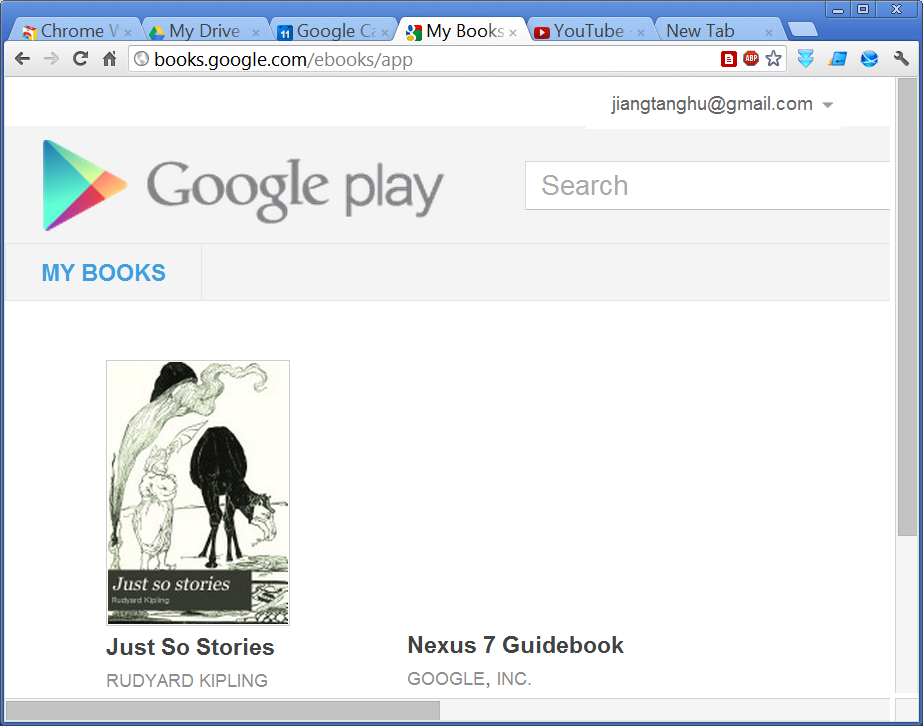 Chrome W
My Drive
11
Google Ca
My Books
YouTube -
New Tab
books.google.com/ebooks/app
ABP
jiangtanghu@gmail.com
Google play
Search
MY BOOKS
Just so stories
Rudyard Kipling
Just So Stories
Nexus 7 Guidebook
RUDYARD KIPLING
GOOGLE, INC.